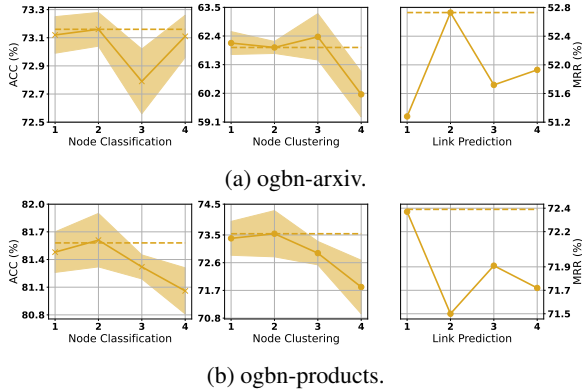 73.3
73.1
72.9
72.7
72.5
ACC (%)
1 2 3 4
Node Classification
63.5
62.4
61.3
60.2
59.1
1 2 3 4
Node Clustering
52.8
52.4
52.0
51.6
51.2
MRR (%)
1 2 3 4
Link Prediction
(a) ogbn-arxiv.
82.0
81.7
81.4
81.1
80.8
ACC (%)
1 2 3 4
Node Classification
74.5
73.5
72.6
71.7
70.8
1 2 3 4
Node Clustering
72.4
72.2
71.9
71.7
71.5
MRR (%)
1 2 3 4
Link Prediction
(b) ogbn-products.